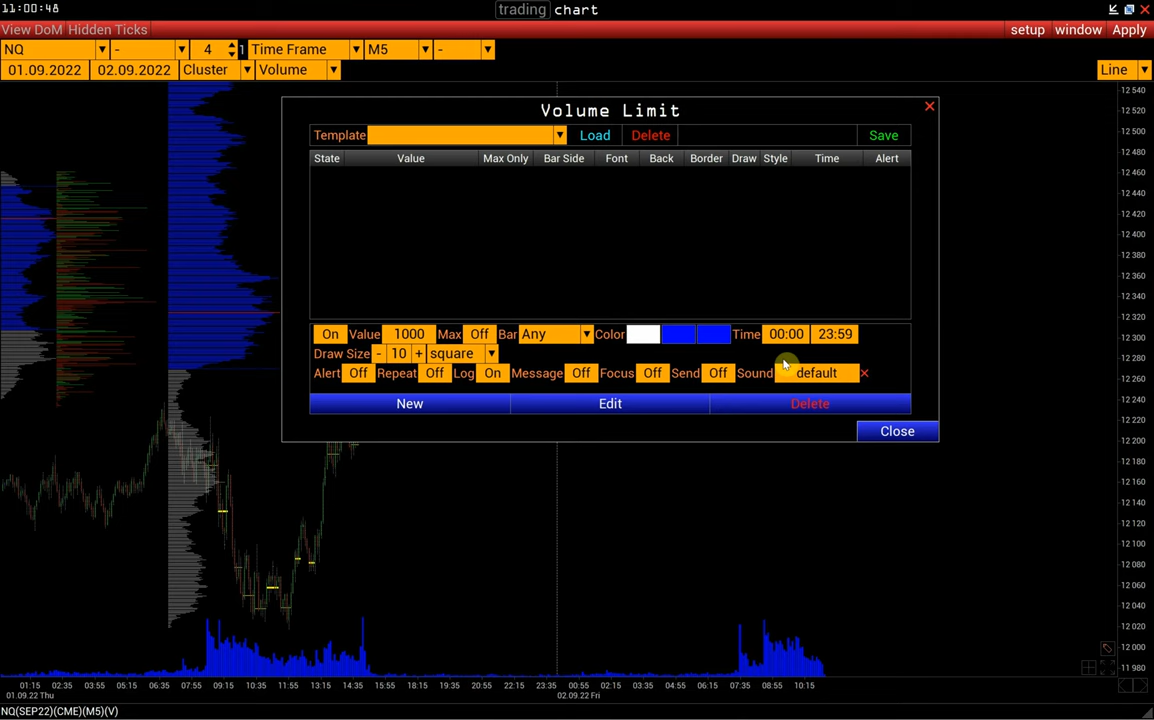 11:00:48 trading chart
View DoM Hidden Ticks setup window Apply
NQ - 4 1 Time Frame M5 -
01.09.2022 02.09.2022 Cluster Volume Line
Volume Limit
Template Load Delete Save
State Value Max Only Bar Side Font Back Border Draw Style Time Alert
On Value 1000 Max Off Bar Any Color Time 00:00 23:59
Draw Size - 10 + square
Alert Off Repeat Off Log On Message Off Focus Off Send Off Sound default
New Edit Delete
Close
12 540
12 520
12 500
12 480
12 460
12 440
12 420
12 400
12 380
12 360
12 340
12 320
12 300
12 280
12 260
12 240
12 220
12 200
12 180
12 160
12 140
12 120
12 100
12 080
12 060
12 040
12 020
12 000
11 980
01:15 02:35 03:55 05:15 06:35 07:55 09:15 10:35 11:55 13:15 14:35 15:55 18:15 19:35 20:55 22:15 23:35 00:55 02:15 03:35 04:55 06:15 07:35 08:55 10:15
01.09.22 Thu 02.09.22 Fri
NQ(SEP22)(CME)(M5)(V)